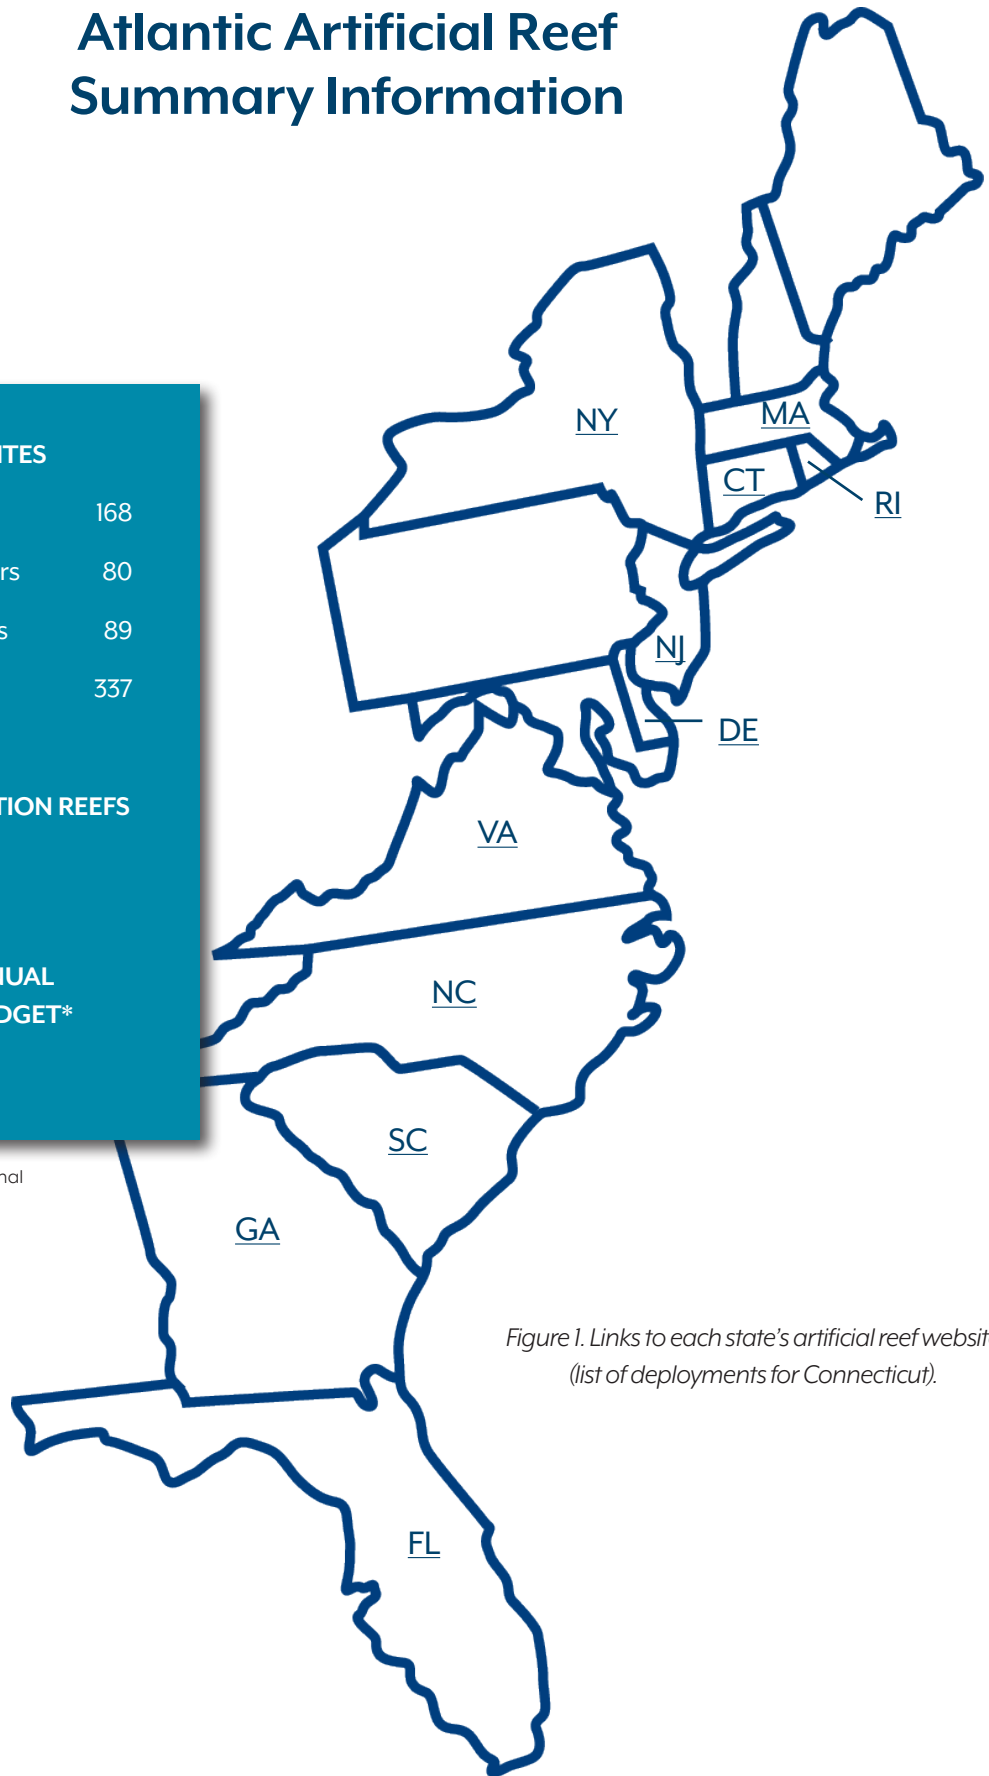 Atlantic Artificial Reef
Summary Information
ITES
168
rs 80
s 89
337
TION REEFS
NUAL
DGET*
nal
NY
MA
CT
RI
NJ
DE
VA
NC
SC
GA
FL
Figure 1. Links to each state's artificial reef websit
(list of deployments for Connecticut).